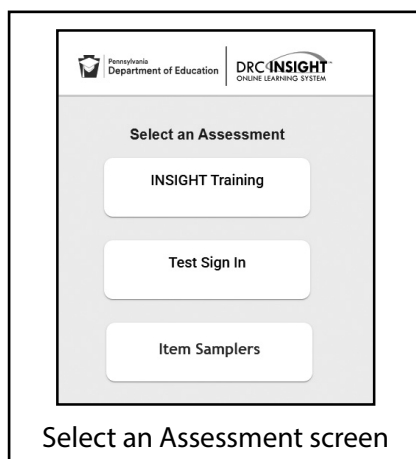 Pennsylvania
Department of Education
DRC INSIGHT
ONLINE LEARNING SYSTEM
Select an Assessment
INSIGHT Training
Test Sign In
Item Samplers
Select an Assessment screen